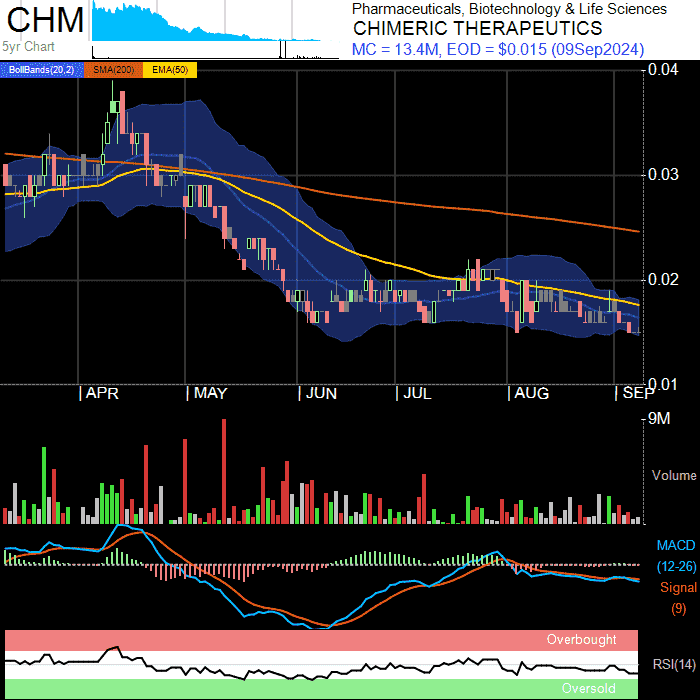 CHM
5yr Chart
Pharmaceuticals, Biotechnology & Life Sciences
CHIMERIC THERAPEUTICS
MC = 13.4M, EOD = $0.015 (09Sep2024)
BollBands(20,2) SMA(200) EMA(50)
0.04
0.03
0.02
0.01
APR MAY JUN JUL AUG SEP
9M
Volume
MACD
(12-26)
Signal
(9)
Overbought
RSI(14)
Oversold